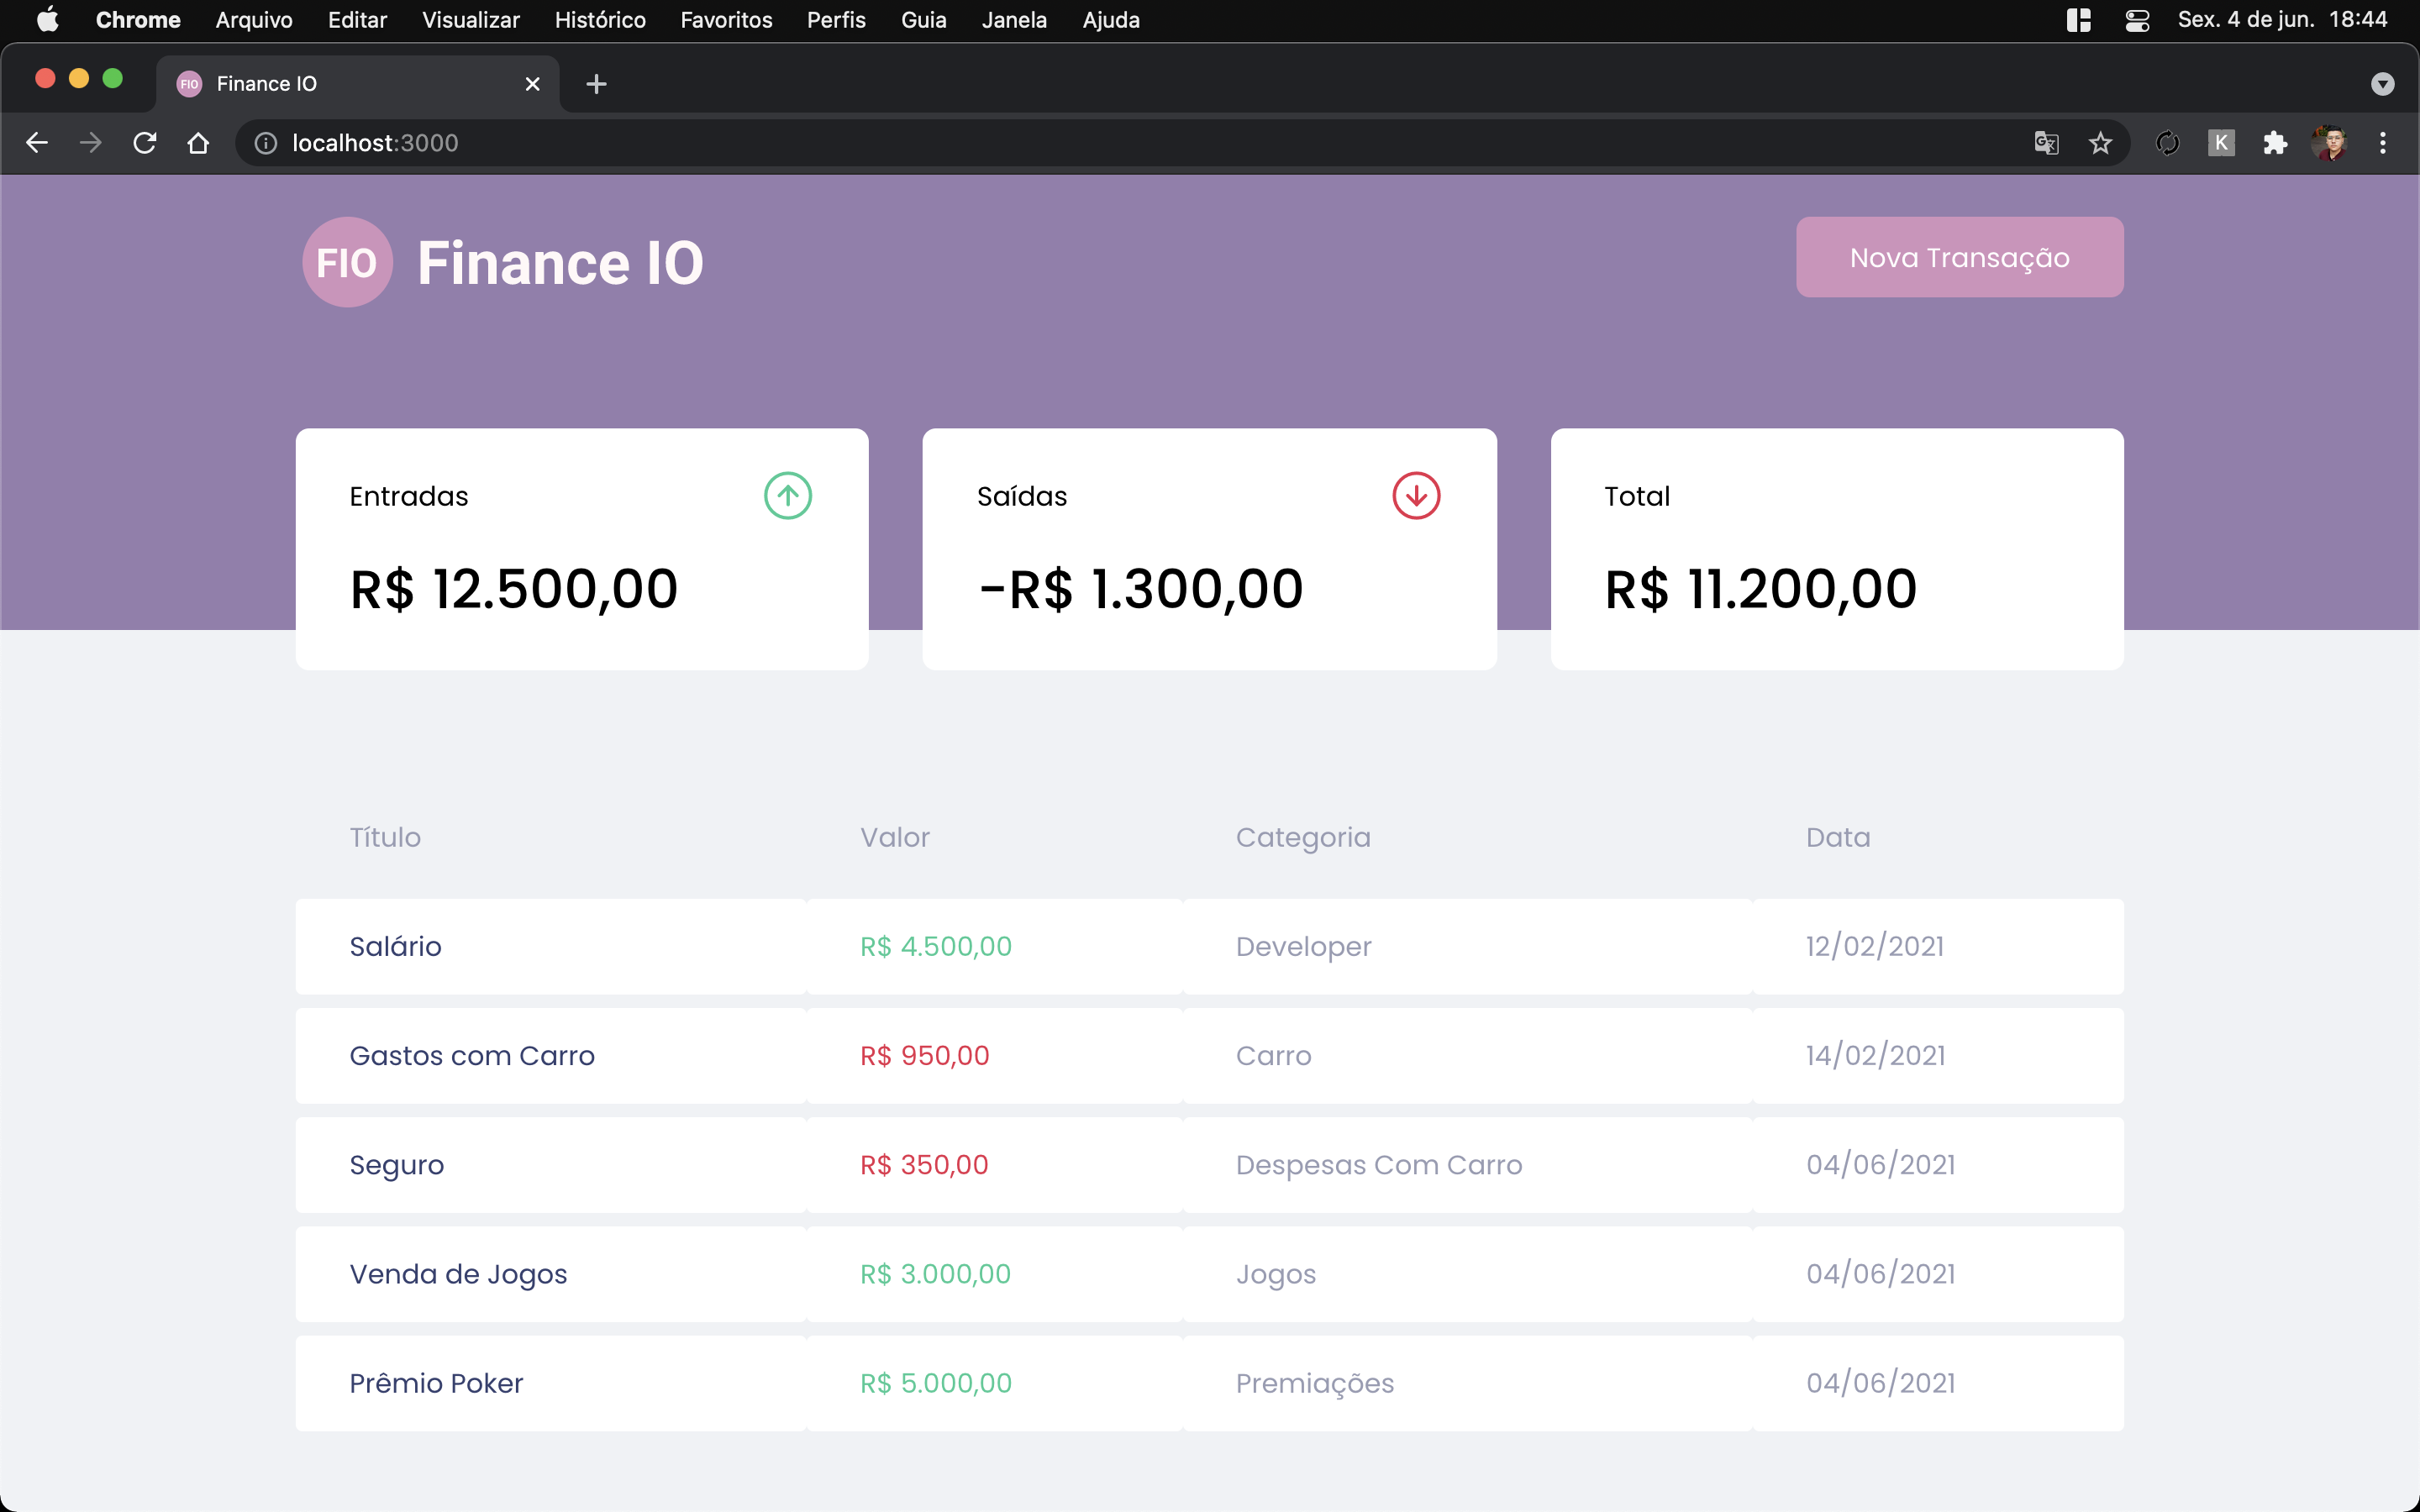 Chrome Arquivo Editar Visualizar Histórico Favoritos Perfis Guia Janela Ajuda Sex. 4 de jun. 18:44
FIO Finance IO
localhost:3000 K
FIO Finance IO Nova Transação
Entradas Saídas Total
R$ 12.500,00 -R$ 1.300,00 R$ 11.200,00
Título Valor Categoria Data
Salário R$ 4.500,00 Developer 12/02/2021
Gastos com Carro R$ 950,00 Carro 14/02/2021
Seguro R$ 350,00 Despesas Com Carro 04/06/2021
Venda de Jogos R$ 3.000,00 Jogos 04/06/2021
Prêmio Poker R$ 5.000,00 Premiações 04/06/2021